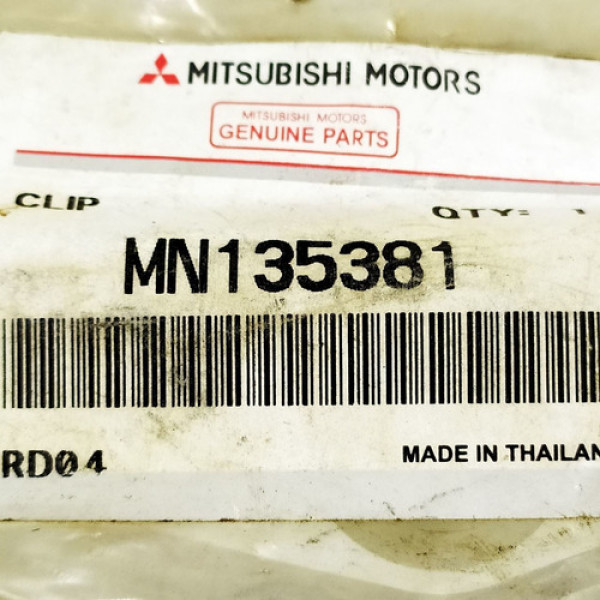 MITSUBISHI MOTORS
MITSUBISHI MOTORS
GENUINE PARTS
CLIP QTY: 1
MN135381
RD04 MADE IN THAILAN